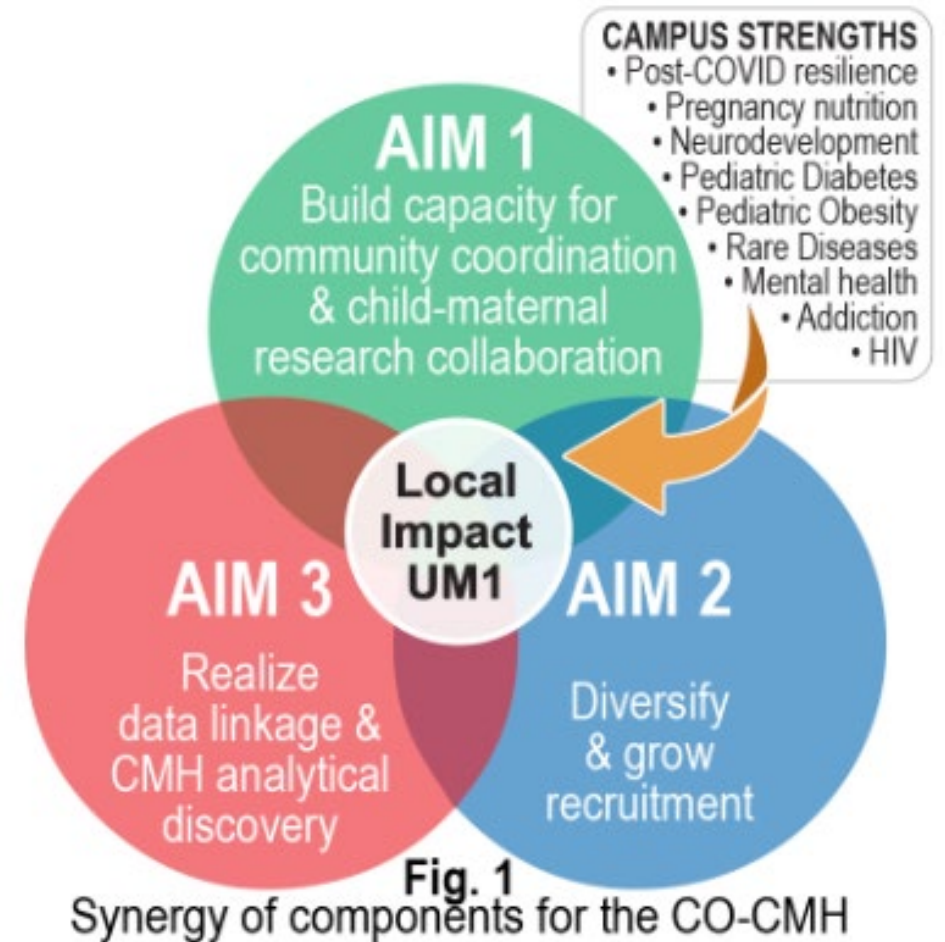 CAMPUS STRENGTHS
• Post-COVID resilience
• Pregnancy nutrition
• Neurodevelopment
• Pediatric Diabetes
• Pediatric Obesity
• Rare Diseases
• Mental health
• Addiction
• HIV
AIM 1
Build capacity for
community coordination
& child-maternal
research collaboration
Local
Impact
UM1
AIM 3
Realize
data linkage &
CMH analytical
discovery
AIM 2
Diversify
& grow
recruitment
Fig. 1
Synergy of components for the CO-CMH